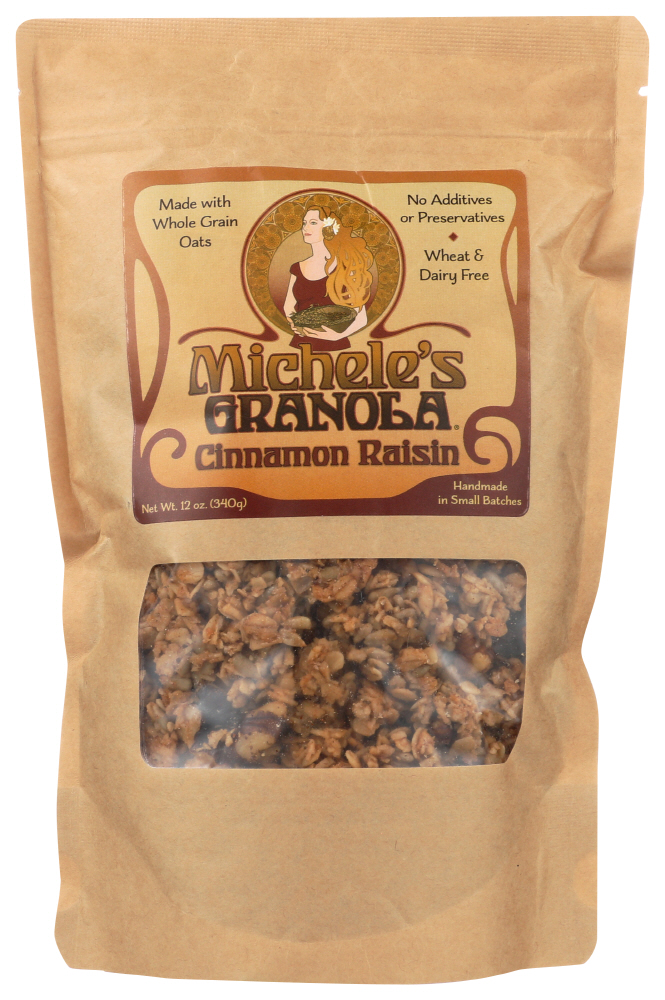 Made with
Whole Grain
Oats
No Additives
or Preservatives
Wheat &
Dairy Free
Michele's
GRANOLA®
Cinnamon Raisin
Net Wt. 12 oz. (340g)
Handmade
in Small Batches